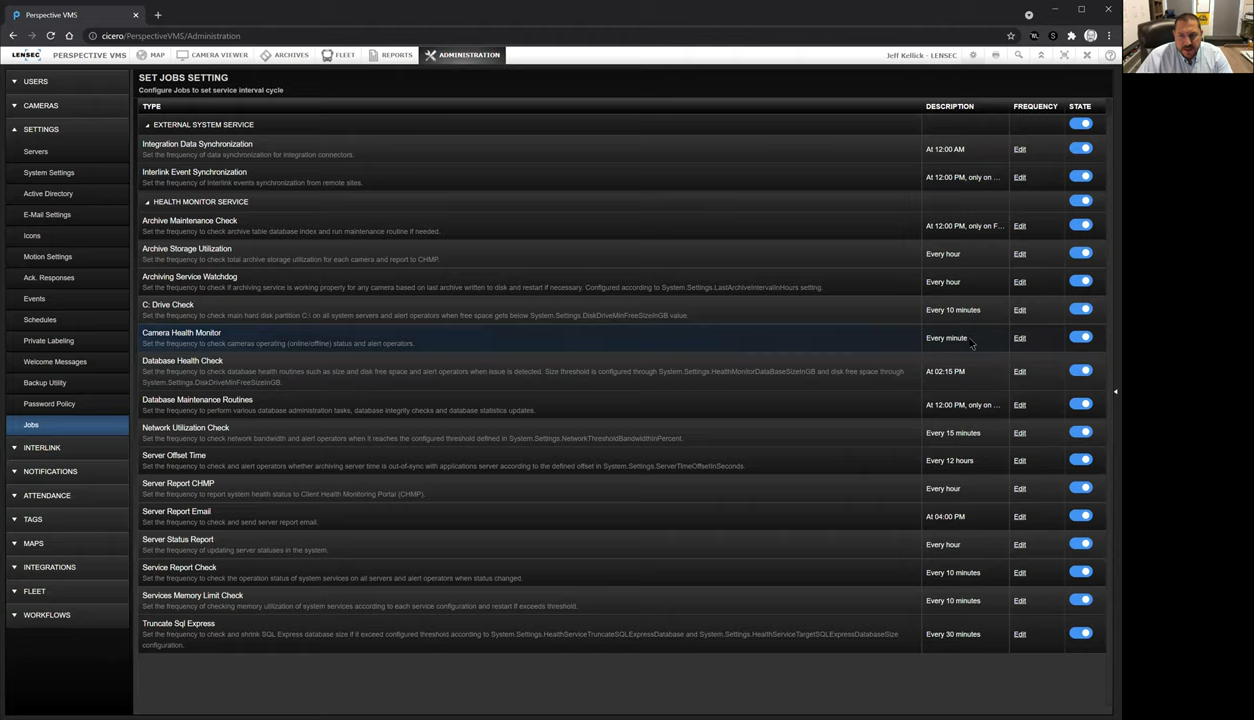 Perspective VMS
cicero/PerspectiveVMS/Administration
LENSEC PERSPECTIVE VMS MAP CAMERA VIEWER ARCHIVES FLEET REPORTS ADMINISTRATION Jeff Kellick - LENSEC
USERS
CAMERAS
SETTINGS
Servers
System Settings
Active Directory
E-Mail Settings
Icons
Motion Settings
Ack. Responses
Events
Schedules
Private Labeling
Welcome Messages
Backup Utility
Password Policy
Jobs
INTERLINK
NOTIFICATIONS
ATTENDANCE
TAGS
MAPS
INTEGRATIONS
FLEET
WORKFLOWS
SET JOBS SETTING
Configure Jobs to set service interval cycle
TYPE DESCRIPTION FREQUENCY STATE
EXTERNAL SYSTEM SERVICE
Integration Data Synchronization
Set the frequency of data synchronization for integration connectors.
At 12:00 AM Edit
Interlink Event Synchronization
Set the frequency of interlink events synchronization from remote sites.
At 12:00 PM, only on ... Edit
HEALTH MONITOR SERVICE
Archive Maintenance Check
Set the frequency to check archive table database index and run maintenance routine if needed.
At 12:00 PM, only on F... Edit
Archive Storage Utilization
Set the frequency to check total archive storage utilization for each camera and report to CHMP.
Every hour Edit
Archiving Service Watchdog
Set the frequency to check if archiving service is working properly for any camera based on last archive written to disk and restart if necessary. Configured according to System.Settings.LastArchiveIntervalInHours setting.
Every hour Edit
C: Drive Check
Set the frequency to check main hard disk partition C:\ on all system servers and alert operators when free space gets below System.Settings.DiskDriveMinFreeSizeInGB value.
Every 10 minutes Edit
Camera Health Monitor
Set the frequency to check cameras operating (online/offline) status and alert operators.
Every minute Edit
Database Health Check
Set the frequency to check database health routines such as size and disk free space and alert operators when issue is detected. Size threshold is configured through System.Settings.HealthMonitorDataBaseSizeInGB and disk free space through
System.Settings.DiskDriveMinFreeSizeInGB.
At 02:15 PM Edit
Database Maintenance Routines
Set the frequency to perform various database administration tasks, database integrity checks and database statistics updates.
At 12:00 PM, only on ... Edit
Network Utilization Check
Set the frequency to check network bandwidth and alert operators when it reaches the configured threshold defined in System.Settings.NetworkThresholdBandwidthInPercent.
Every 15 minutes Edit
Server Offset Time
Set the frequency to check and alert operators whether archiving server time is out-of-sync with applications server according to the defined offset in System.Settings.ServerTimeOffsetInSeconds.
Every 12 hours Edit
Server Report CHMP
Set the frequency to report system health status to Client Health Monitoring Portal (CHMP).
Every hour Edit
Server Report Email
Set the frequency to check and send server report email.
At 04:00 PM Edit
Server Status Report
Set the frequency of updating server statuses in the system.
Every hour Edit
Service Report Check
Set the frequency to check the operation status of system services on all servers and alert operators when status changed.
Every 10 minutes Edit
Services Memory Limit Check
Set the frequency of checking memory utilization of system services according to each service configuration and restart if exceeds threshold.
Every 10 minutes Edit
Truncate Sql Express
Set the frequency to check and shrink SQL Express database size if it exceed configured threshold according to System.Settings.HealthServiceTruncateSQLExpressDatabase and System.Settings.HealthServiceTargetSQLExpressDatabaseSize
configuration.
Every 30 minutes Edit